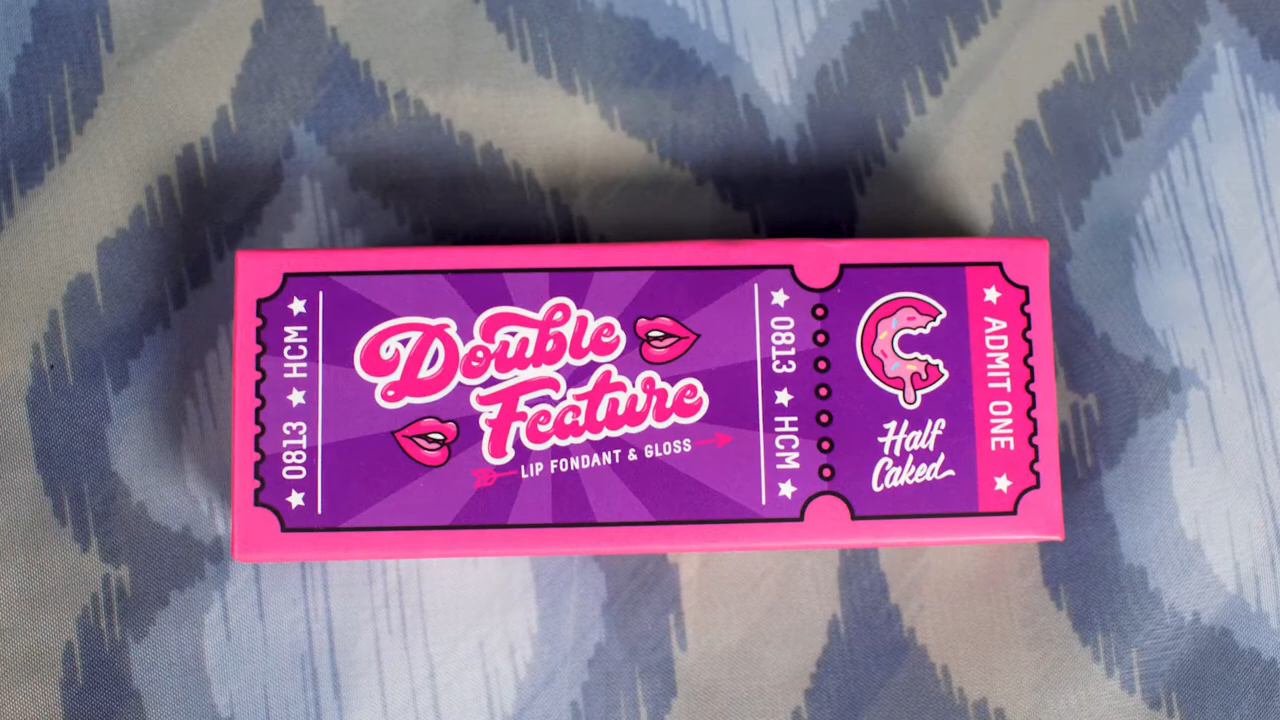 ★ 0813 ★ HCM ★
Double
Feature
LIP FONDANT & GLOSS
★ 0813 ★ HCM ★
Half
Caked
★ ADMIT ONE ★